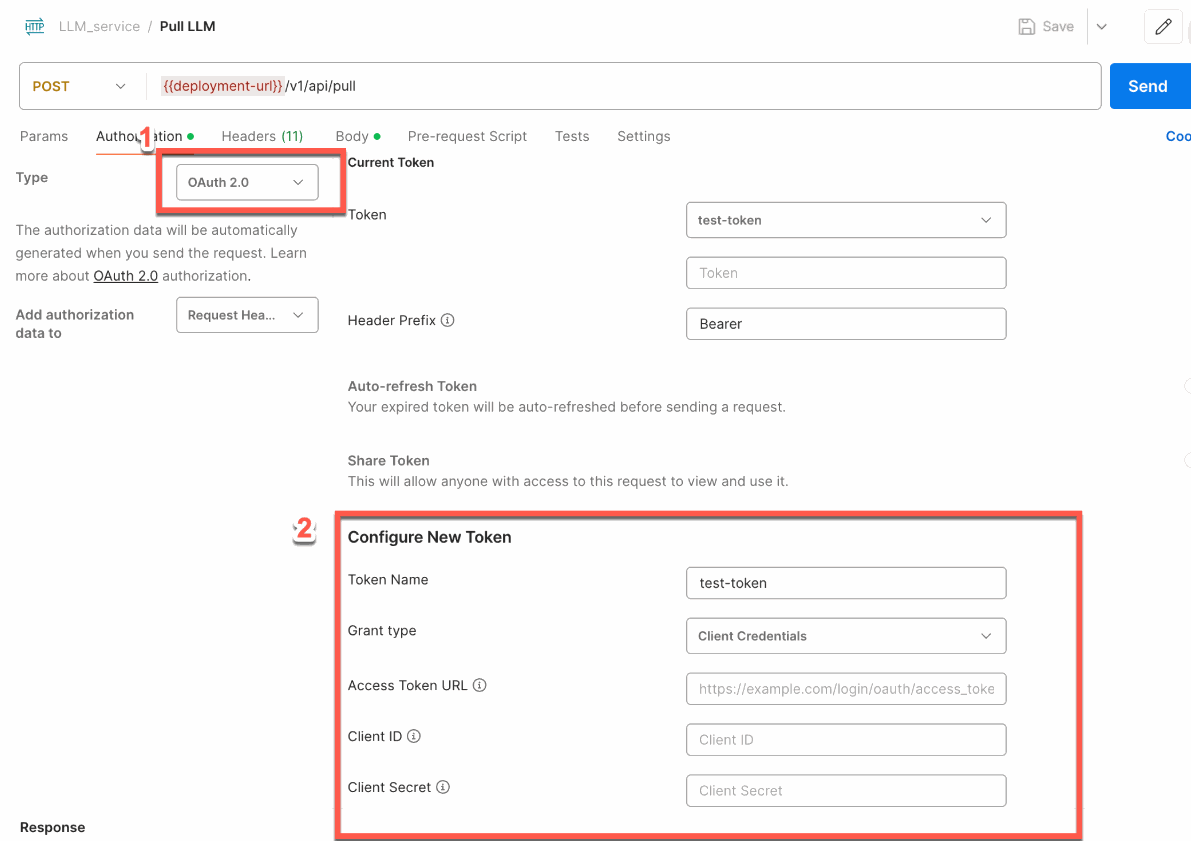 HTTP LLM_service / Pull LLM
Save
POST
{{deployment-url}}/v1/api/pull
Send
Params Authorization Headers (11) Body Pre-request Script Tests Settings
1
Type
OAuth 2.0
The authorization data will be automatically
generated when you send the request. Learn
more about OAuth 2.0 authorization.
Add authorization
data to
Request Hea...
Current Token
Token
test-token
Token
Header Prefix
Bearer
Auto-refresh Token
Your expired token will be auto-refreshed before sending a request.
Share Token
This will allow anyone with access to this request to view and use it.
2
Configure New Token
Token Name
test-token
Grant type
Client Credentials
Access Token URL
https://example.com/login/oauth/access_toke
Client ID
Client ID
Client Secret
Client Secret
Response